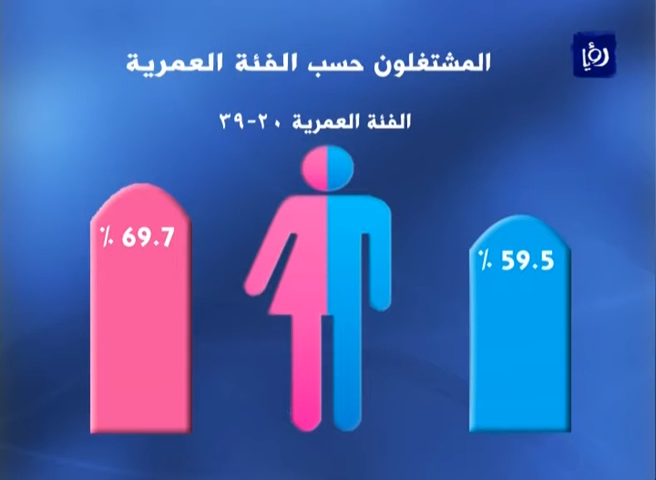 رؤيا
المشتغلون حسب الفئة العمرية
الفئة العمرية ٢٠-٣٩
٪ 69.7
٪ 59.5